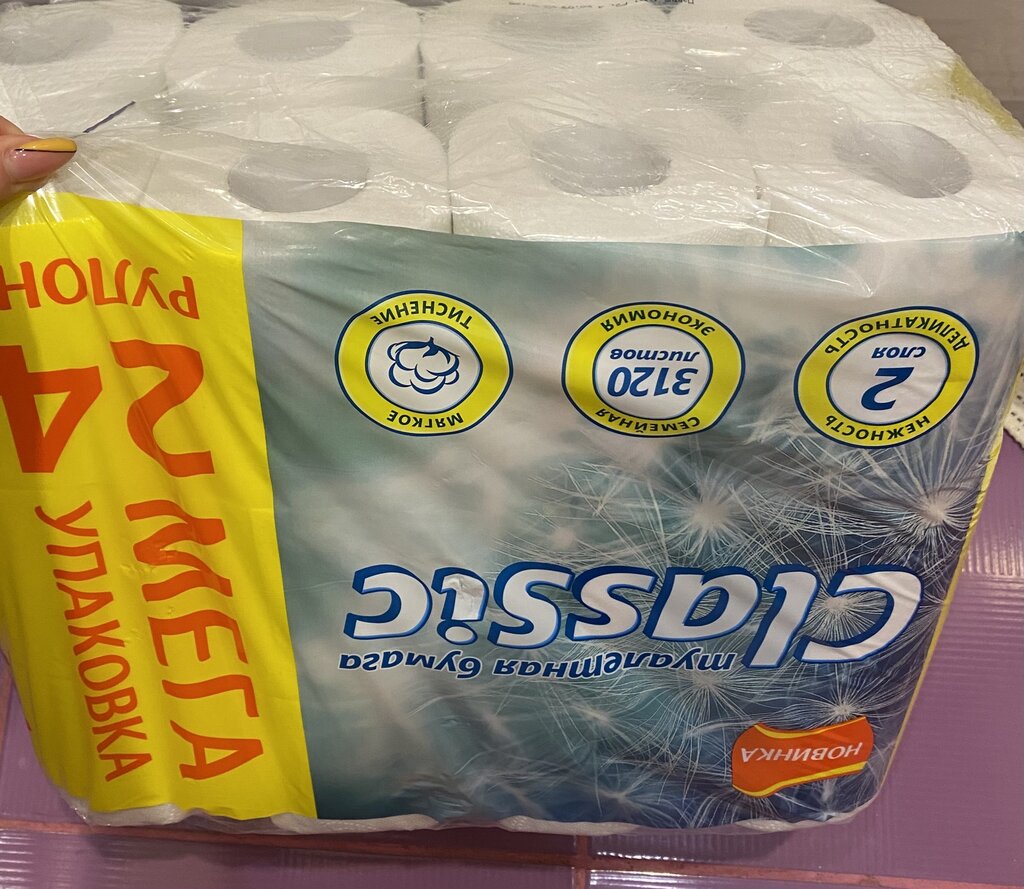 НОВИНКА
туалетная бумага
Classic
НЕЖНОСТЬ
2
СЛОЯ
ДЕЛИКАТНОСТЬ
СЕМЕЙНАЯ
3120
листов
ЭКОНОМИЯ
МЯГКОЕ
ТИСНЕНИЕ
МЕГА
УПАКОВКА
24
РУЛОН